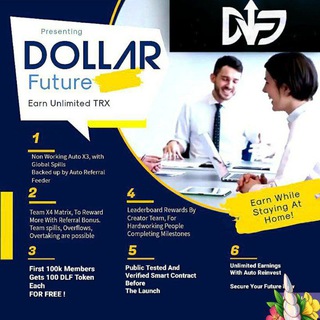 Presenting
DOLLAR
Future
Earn Unlimited TRX
1
Non Working Auto X3, with
Global Spills
Backed up by Auto Referral
Feeder
2
Team X4 Matrix, To Reward
More With Referral Bonus.
Team spills, Overflows,
Overtaking are possible
3
First 100k Members
Gets 100 DLF Token
Each
FOR FREE !
4
Leaderboard Rewards By
Creator Team, For
Hardworking People
Completing Milestones
5
Public Tested And
Verified Smart Contract
Before
The Launch
Earn While
Staying At
Home!
6
Unlimited Earnings
With Auto Reinvest
Secure Your Future